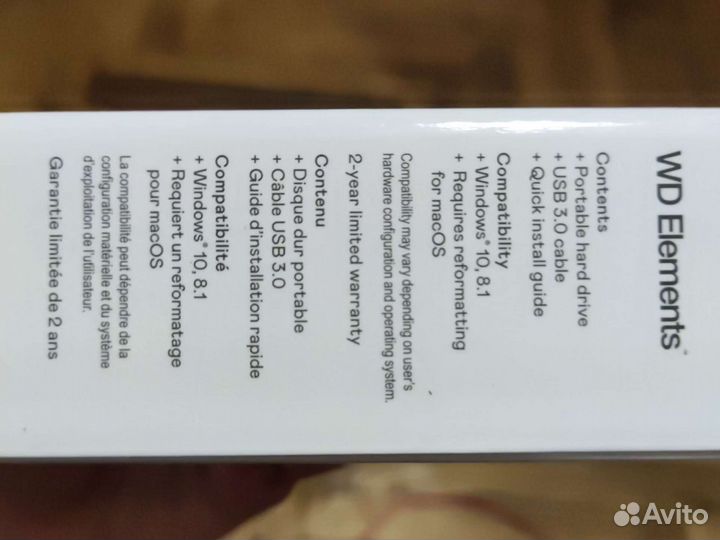 WD Elements™
Contents
+ Portable hard drive
+ USB 3.0 cable
+ Quick install guide
Compatibility
+ Windows® 10, 8.1
+ Requires reformatting
for macOS
Compatibility may vary depending on user's
hardware configuration and operating system.
2-year limited warranty
Contenu
+ Disque dur portable
+ Câble USB 3.0
+ Guide d'installation rapide
Compatibilité
+ Windows® 10, 8.1
+ Requiert un reformatage
pour macOS
La compatibilité peut dépendre de la
configuration matérielle et du système
d'exploitation de l'utilisateur.
Garantie limitée de 2 ans
Avito